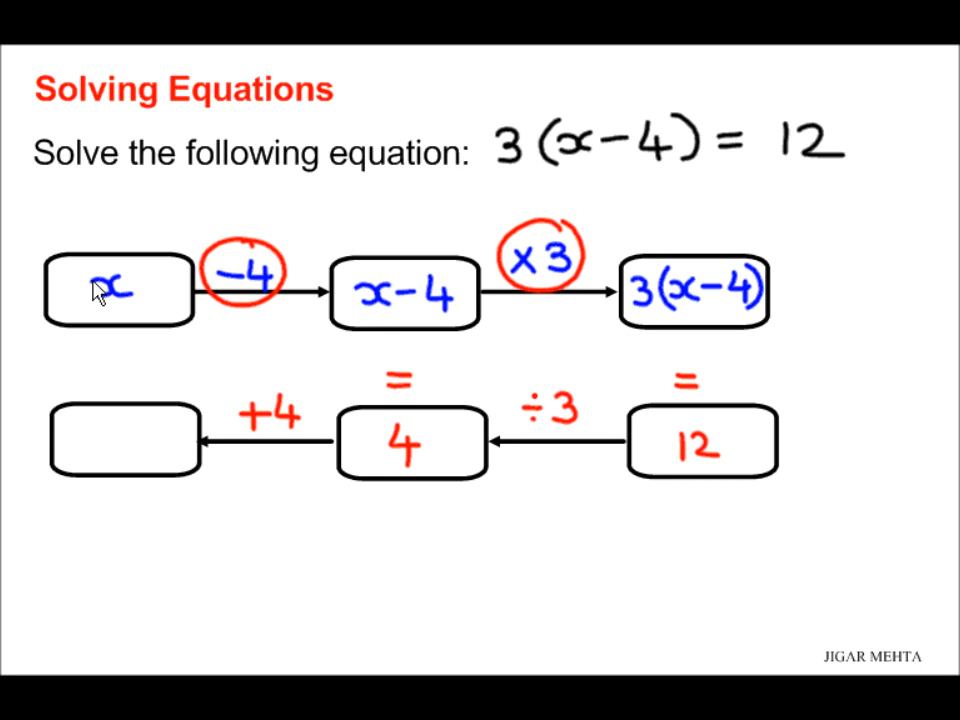 Solving Equations
Solve the following equation: 3(x-4) = 12
x -4 x-4 ×3 3(x-4)
= =
+4 4 ÷3 12
JIGAR MEHTA